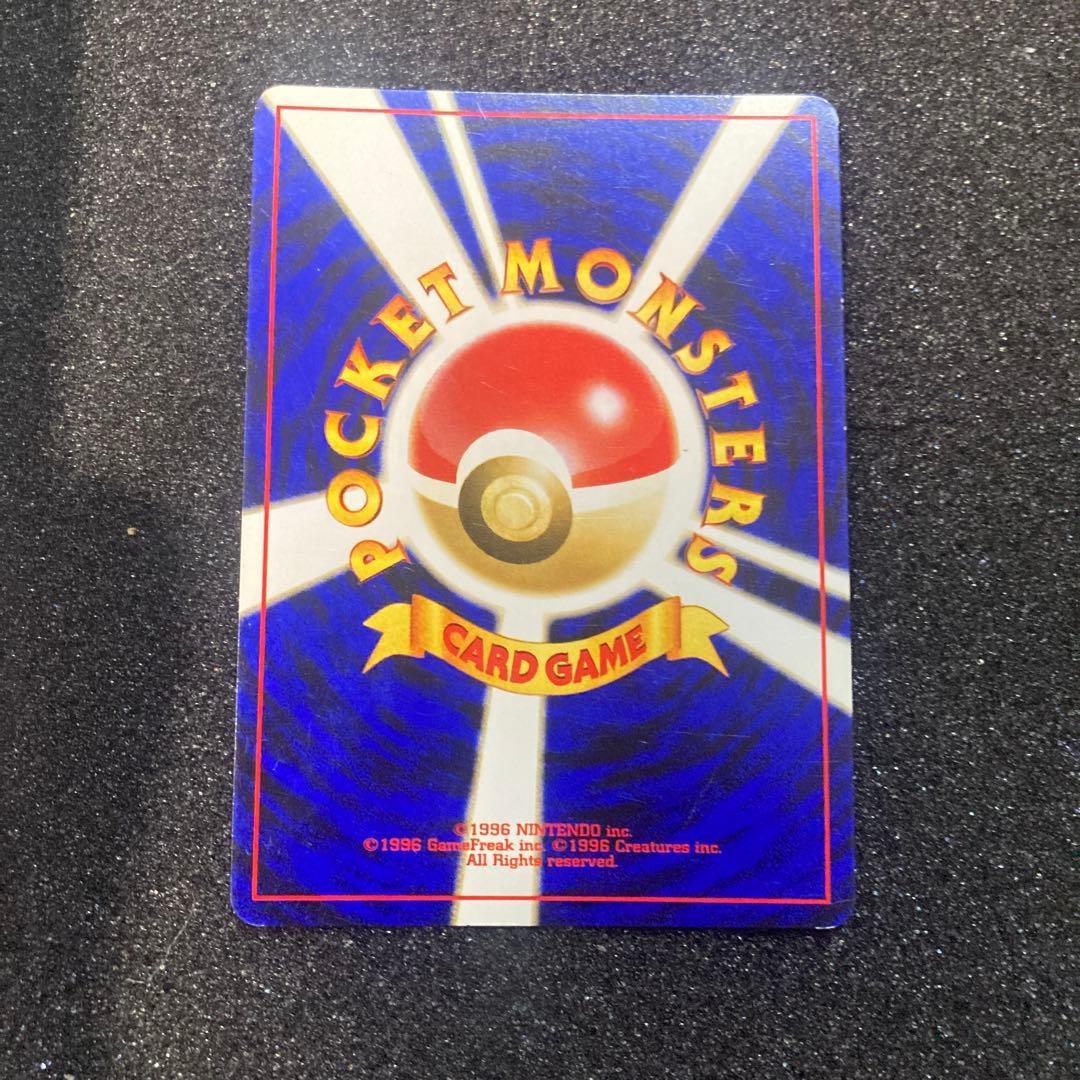 POCKET MONSTERS
CARD GAME
©1996 NINTENDO inc.
©1996 GameFreak inc. ©1996 Creatures inc.
All Rights reserved.